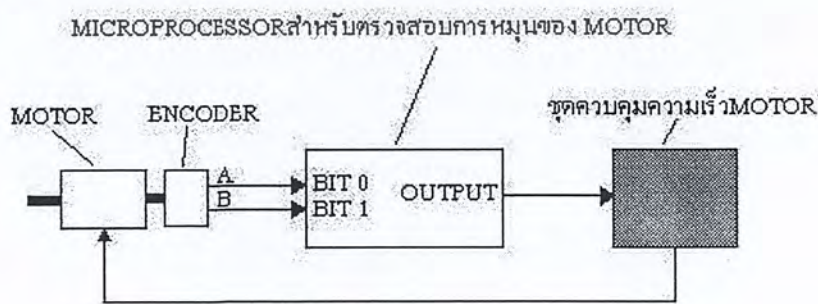 MICROPROCESSORสำหรับตรวจสอบการหมุนของ MOTOR
ชุดควบคุมความเร็วMOTOR
MOTOR
ENCODER
A
B
BIT 0
BIT 1
OUTPUT